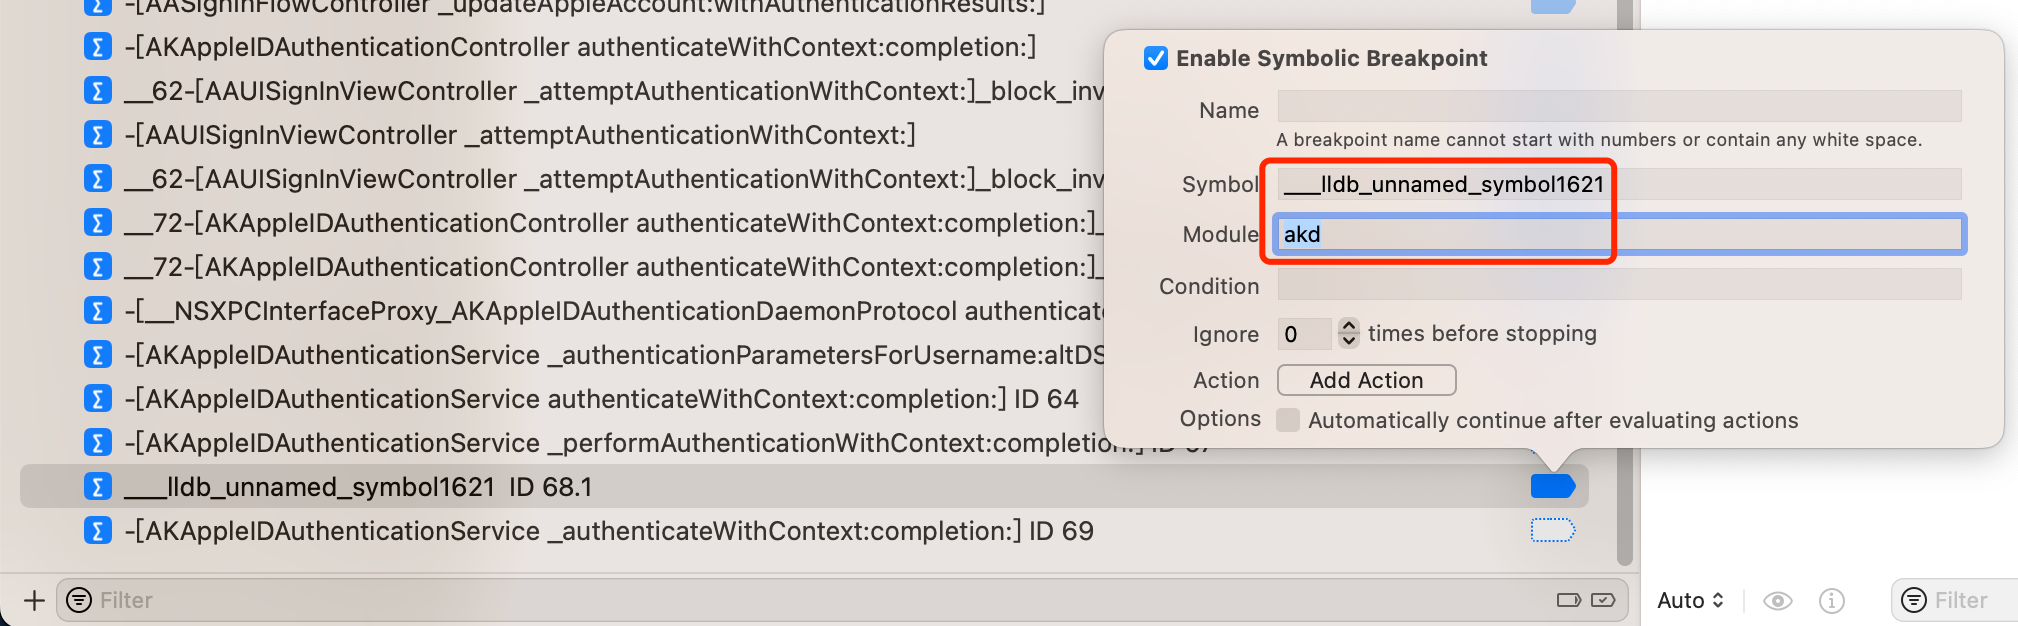 -[AASignInFlowController _updateAppleAccount:withAuthenticationResults:]
-[AKAppleIDAuthenticationController authenticateWithContext:completion:]
__62-[AAUISignInViewController _attemptAuthenticationWithContext:]_block_inv
-[AAUISignInViewController _attemptAuthenticationWithContext:]
__62-[AAUISignInViewController _attemptAuthenticationWithContext:]_block_inv
__72-[AKAppleIDAuthenticationController authenticateWithContext:completion:]_
__72-[AKAppleIDAuthenticationController authenticateWithContext:completion:]_
-[__NSXPCInterfaceProxy_AKAppleIDAuthenticationDaemonProtocol authenticat
-[AKAppleIDAuthenticationService _authenticationParametersForUsername:altDS
-[AKAppleIDAuthenticationService authenticateWithContext:completion:] ID 64
-[AKAppleIDAuthenticationService _performAuthenticationWithContext:completion:] ID 67
___lldb_unnamed_symbol1621 ID 68.1
-[AKAppleIDAuthenticationService _authenticateWithContext:completion:] ID 69
Filter
Enable Symbolic Breakpoint
Name
A breakpoint name cannot start with numbers or contain any white space.
Symbol ___lldb_unnamed_symbol1621
Module akd
Condition
Ignore 0 times before stopping
Action Add Action
Options Automatically continue after evaluating actions
Auto
Filter